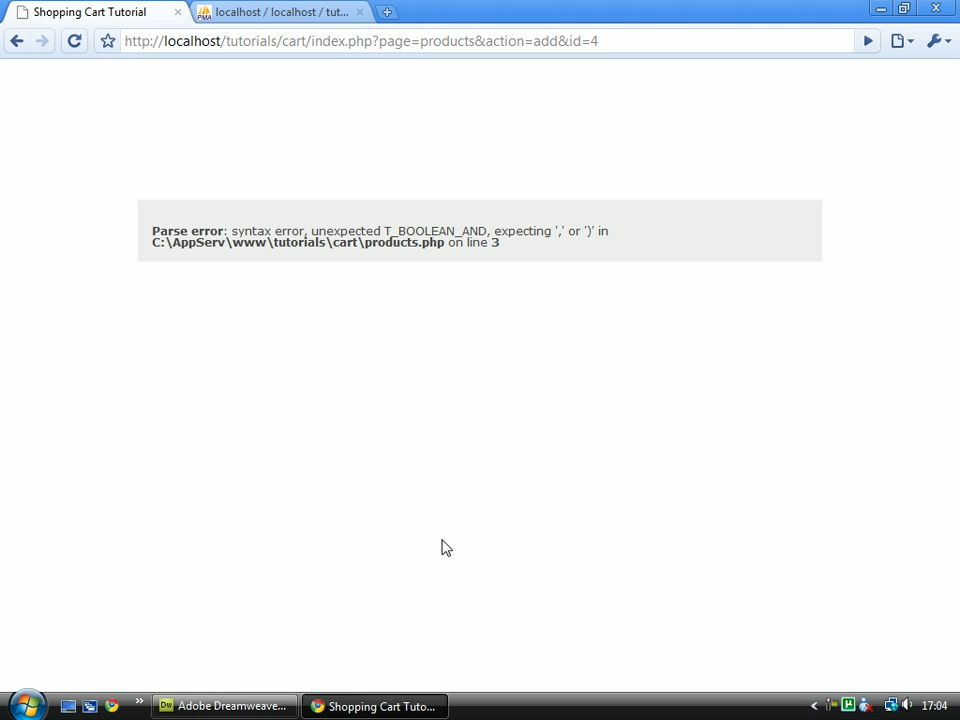 Shopping Cart Tutorial
localhost / localhost / tut...
http://localhost/tutorials/cart/index.php?page=products&action=add&id=4
Parse error: syntax error, unexpected T_BOOLEAN_AND, expecting ',' or ')' in
C:\AppServ\www\tutorials\cart\products.php on line 3
Adobe Dreamweave...
Shopping Cart Tuto...
17:04